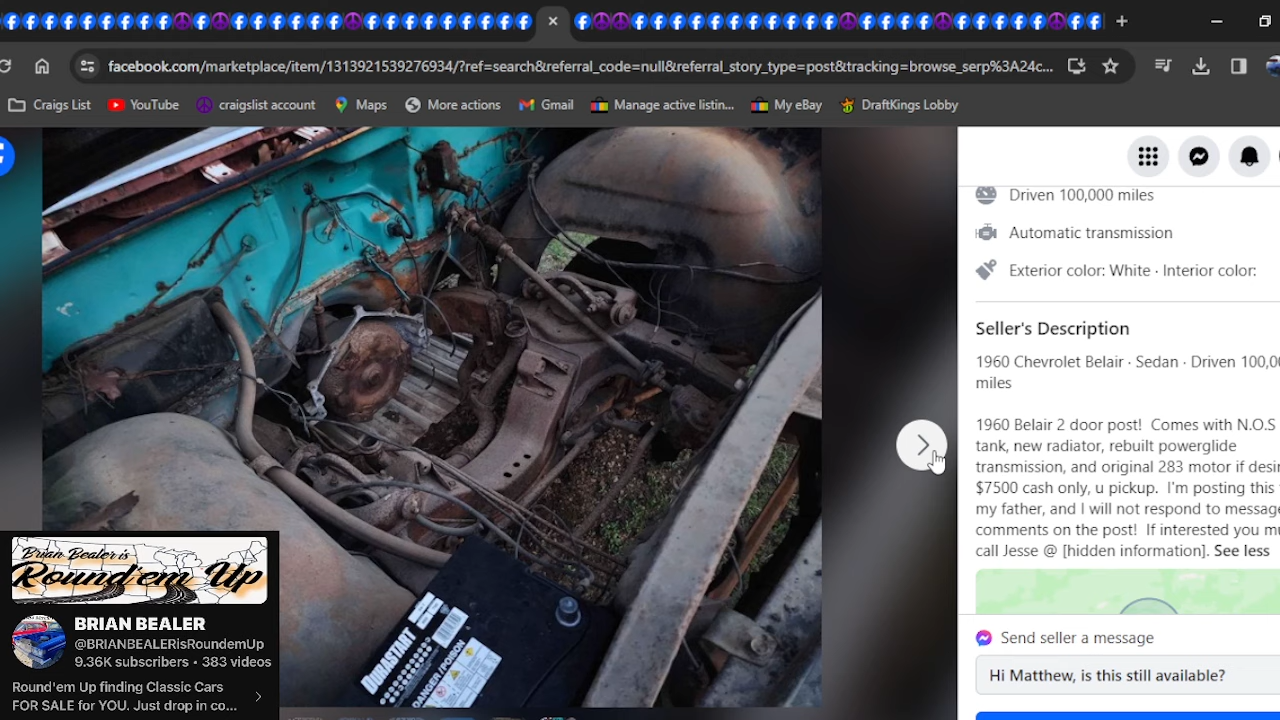 facebook.com/marketplace/item/1313921539276934/?ref=search&referral_code=null&referral_story_type=post&tracking=browse_serp%3A24c...
Craigs List
YouTube
craigslist account
Maps
More actions
Gmail
Manage active listin...
My eBay
DraftKings Lobby
Driven 100,000 miles
Automatic transmission
Exterior color: White · Interior color:
Seller's Description
1960 Chevrolet Belair · Sedan · Driven 100,00
miles
1960 Belair 2 door post! Comes with N.O.S
tank, new radiator, rebuilt powerglide
transmission, and original 283 motor if desi
$7500 cash only, u pickup. I'm posting this
my father, and I will not respond to message
comments on the post! If interested you m
call Jesse @ [hidden information]. See less
Send seller a message
Hi Matthew, is this still available?
DURASTART
DANGER/POISON
Brian Bealer is
Round'em Up
BRIAN BEALER
@BRIANBEALERisRoundemUp
9.36K subscribers • 383 videos
Round'em Up finding Classic Cars
FOR SALE for YOU. Just drop in co...